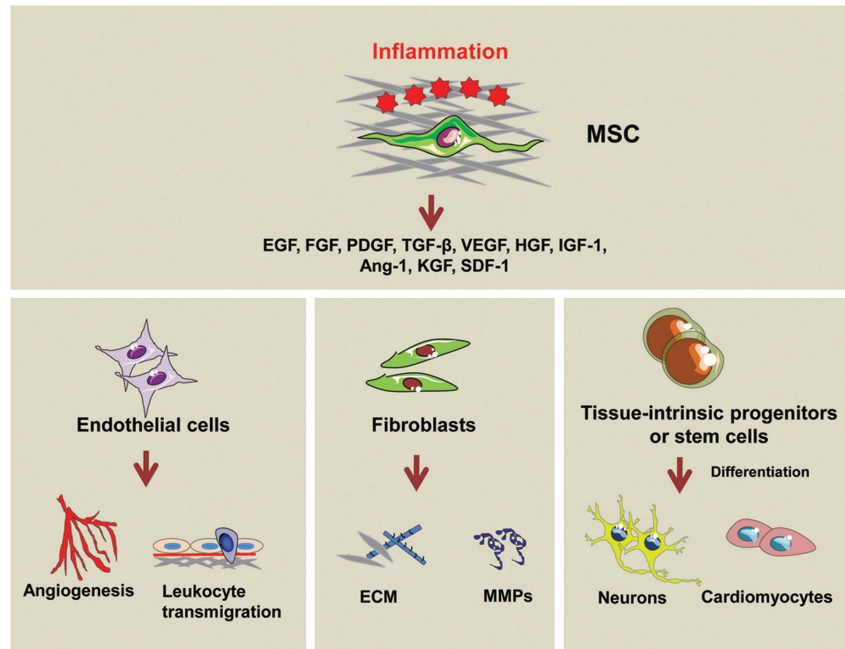 Inflammation
MSC
EGF, FGF, PDGF, TGF-β, VEGF, HGF, IGF-1,
Ang-1, KGF, SDF-1
Endothelial cells
Angiogenesis
Leukocyte
transmigration
Fibroblasts
ECM
MMPs
Tissue-intrinsic progenitors
or stem cells
Differentiation
Neurons
Cardiomyocytes